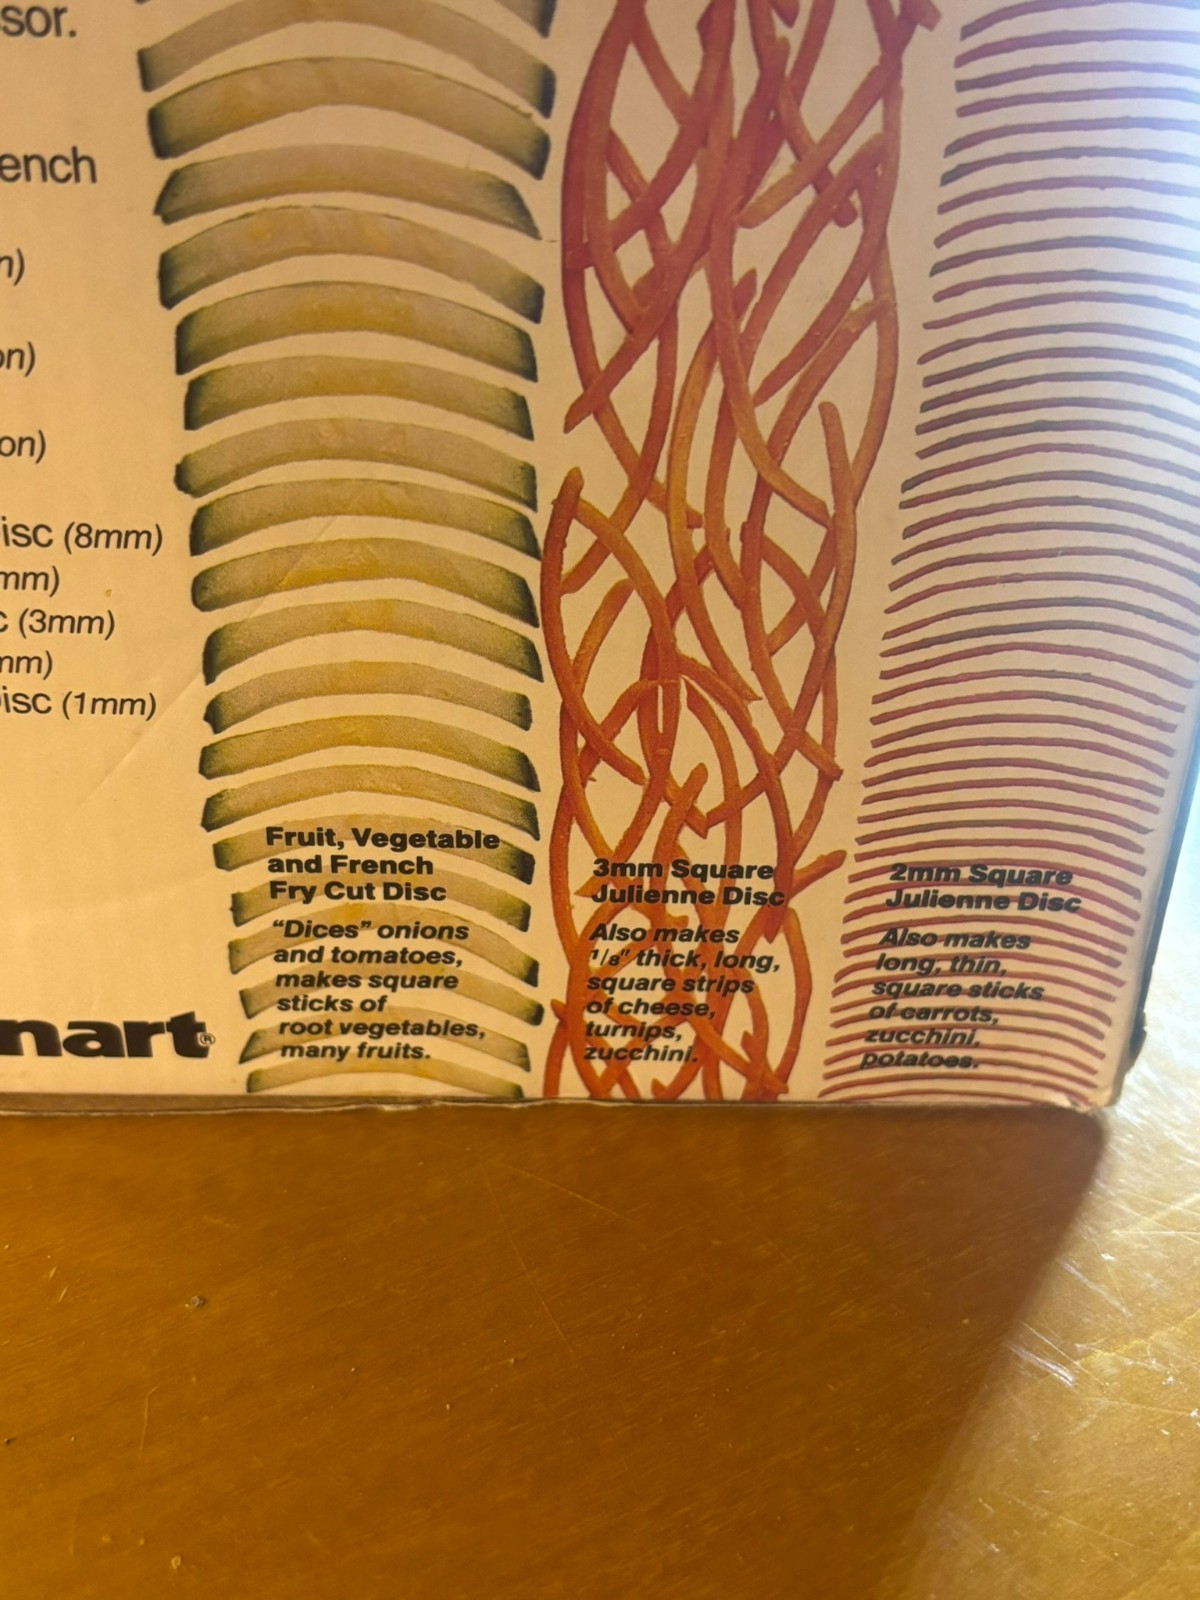 sor.
ench
n)
on)
on)
isc (8mm)
mm)
c (3mm)
mm)
isc (1mm)
nart®
Fruit, Vegetable
and French
Fry Cut Disc
“Dices” onions
and tomatoes,
makes square
sticks of
root vegetables,
many fruits.
3mm Square
Julienne Disc
Also makes
1/8" thick, long,
square strips
of cheese,
turnips,
zucchini.
2mm Square
Julienne Disc
Also makes
long, thin,
square sticks
of carrots,
zucchini,
potatoes.